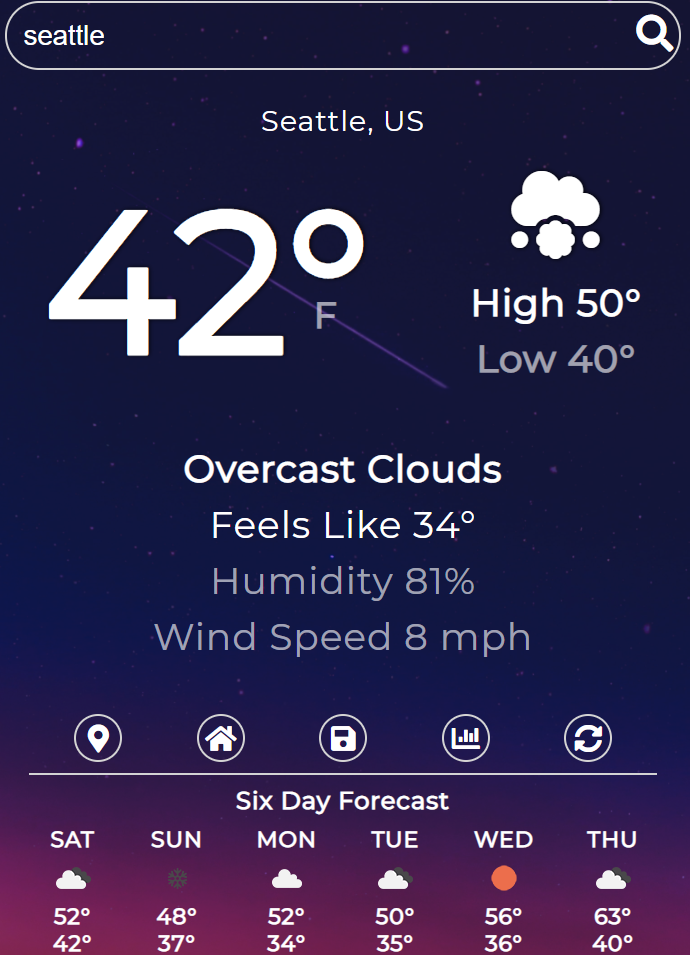 seattle
Seattle, US
42°
F
High 50°
Low 40°
Overcast Clouds
Feels Like 34°
Humidity 81%
Wind Speed 8 mph
Six Day Forecast
SAT SUN MON TUE WED THU
52° 48° 52° 50° 56° 63°
42° 37° 34° 35° 36° 40°